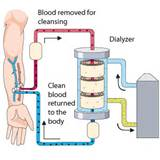 Blood removed for
cleansing
Dialyzer
Clean
blood
returned
to the
body